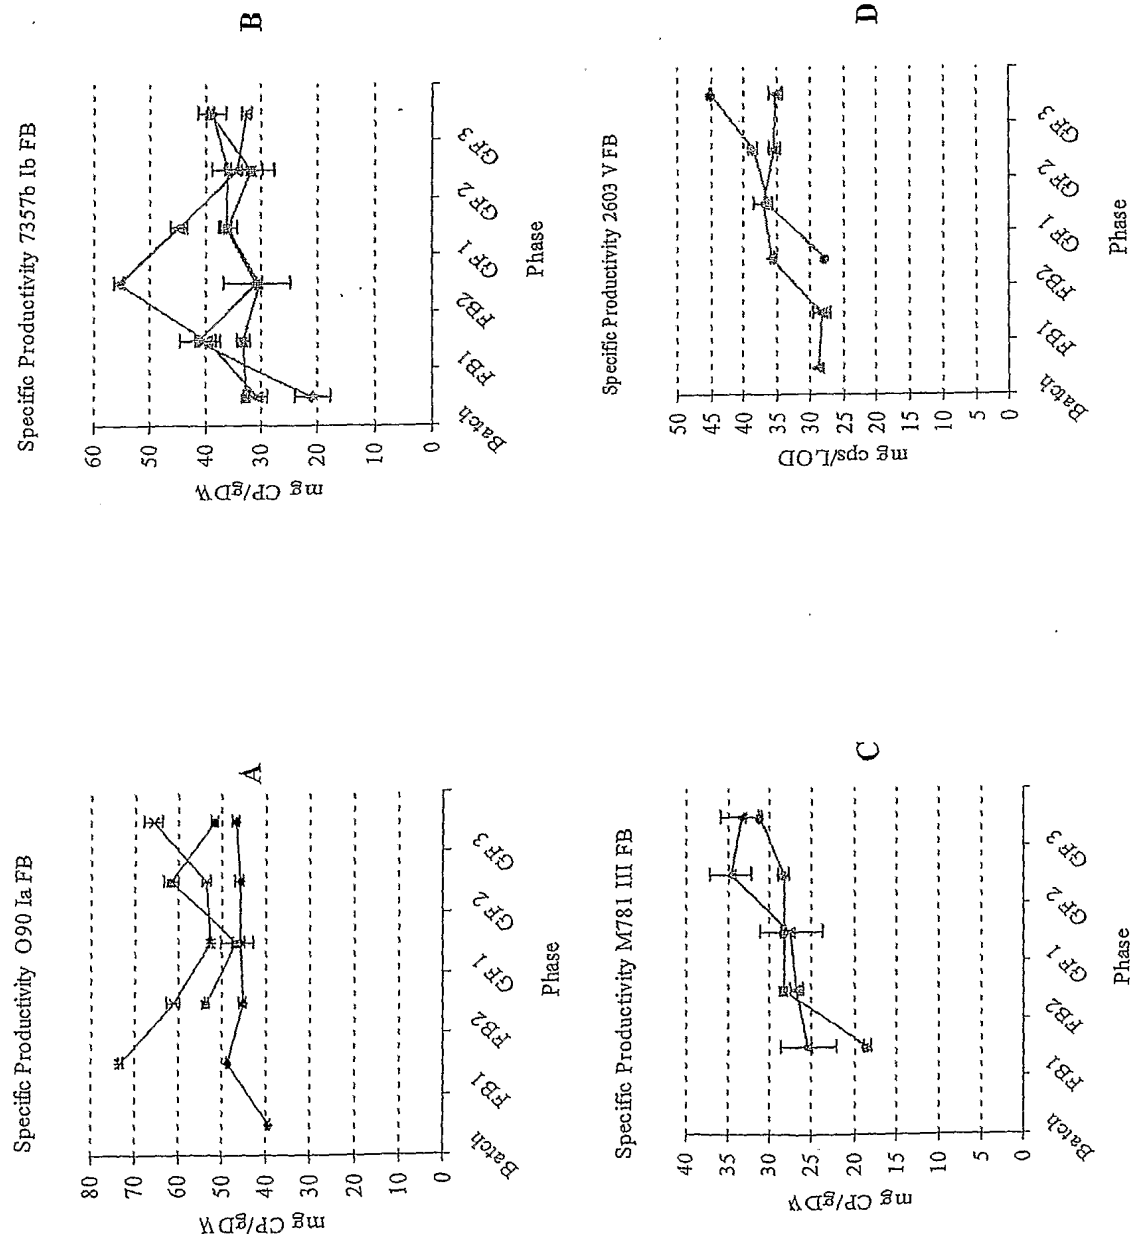 Specific Productivity O90 Ia FB
80
70
60
50
40
30
20
10
0
mg CP/gDW
Batch
FB1
FB2
GF 1
GF 2
GF 3
Phase
A
Specific Productivity 7357b Ib FB
60
50
40
30
20
10
0
mg CP/gDW
Batch
FB1
FB2
GF 1
GF 2
GF 3
Phase
B
Specific Productivity M781 III FB
40
35
30
25
20
15
10
5
0
mg CP/gDW
Batch
FB1
FB2
GF 1
GF 2
GF 3
Phase
C
Specific Productivity 2603 V FB
50
45
40
35
30
25
20
15
10
5
0
mg cps/LOD
Batch
FB1
FB2
GF 1
GF 2
GF 3
Phase
D